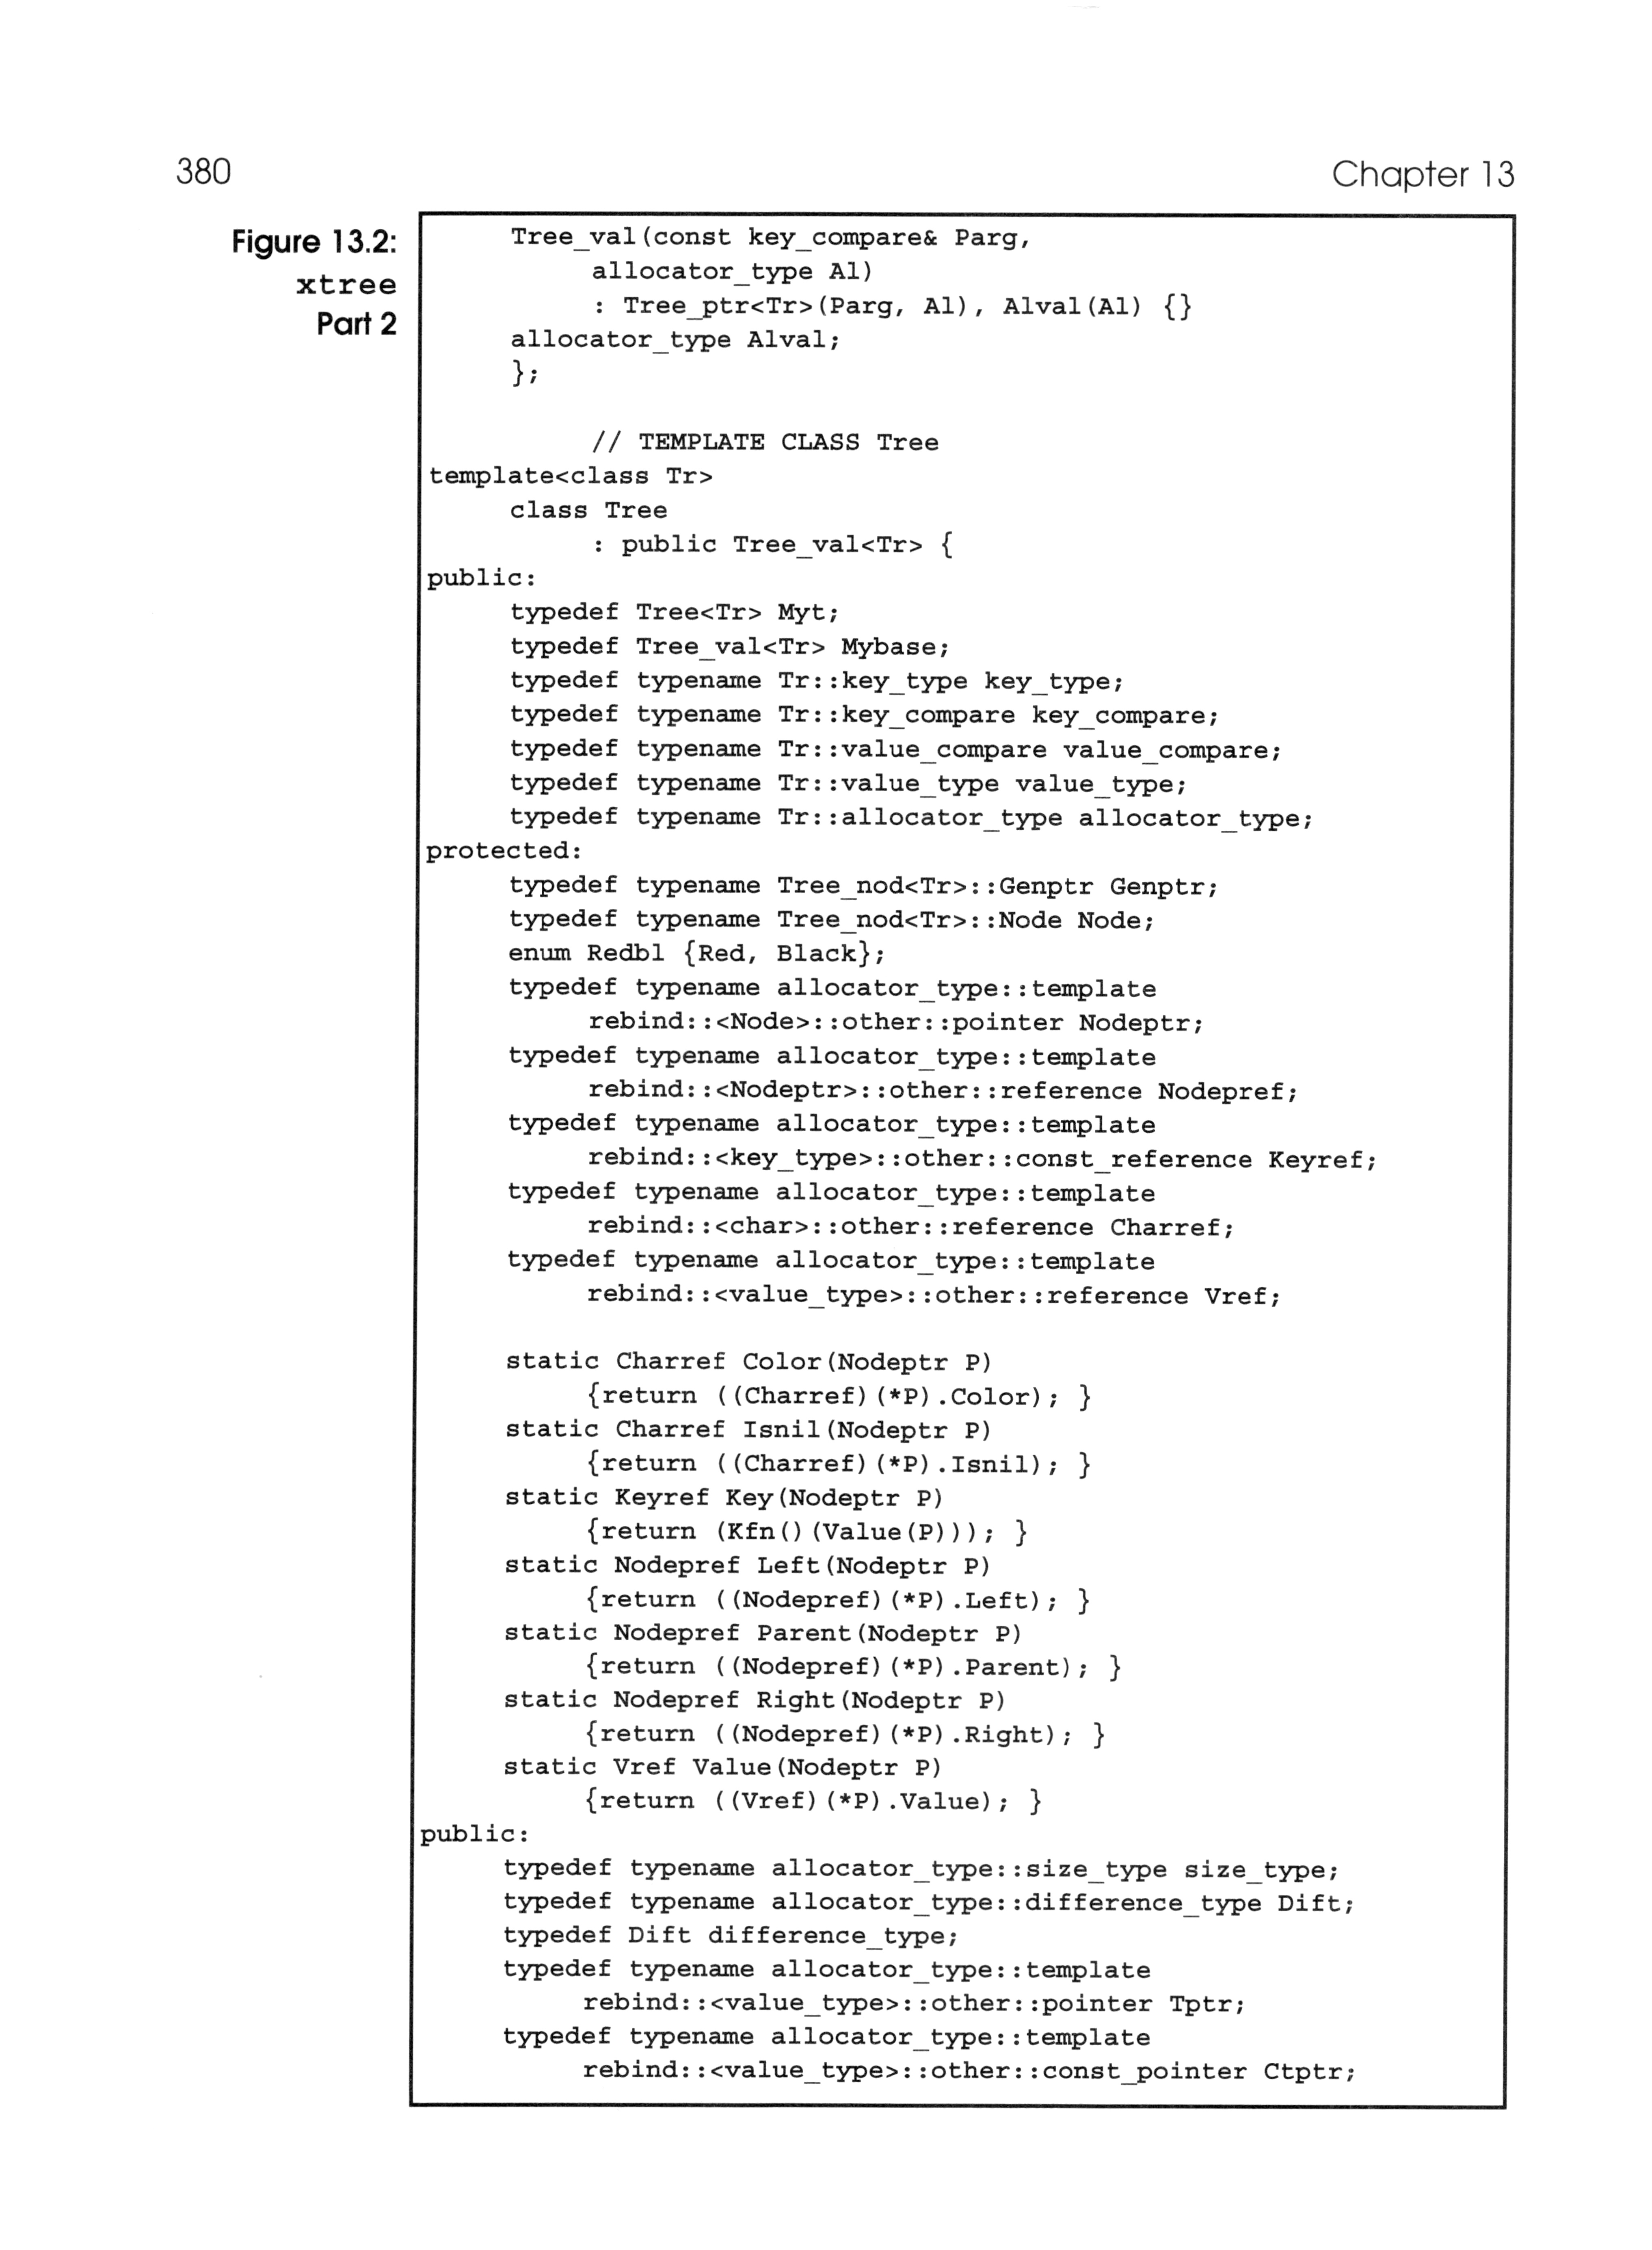 380
Chapter 13
Figure 13.2:
xtree
Part 2
Tree_val(const key_compare& Parg,
allocator_type Al)
: Tree_ptr<Tr>(Parg, Al), Alval(Al) {}
allocator_type Alval;
};
// TEMPLATE CLASS Tree
template<class Tr>
class Tree
: public Tree_val<Tr> {
public:
typedef Tree<Tr> Myt;
typedef Tree_val<Tr> Mybase;
typedef typename Tr::key_type key_type;
typedef typename Tr::key_compare key_compare;
typedef typename Tr::value_compare value_compare;
typedef typename Tr::value_type value_type;
typedef typename Tr::allocator_type allocator_type;
protected:
typedef typename Tree_nod<Tr>::Genptr Genptr;
typedef typename Tree_nod<Tr>::Node Node;
enum Redbl {Red, Black};
typedef typename allocator_type::template
rebind::<Node>::other::pointer Nodeptr;
typedef typename allocator_type::template
rebind::<Nodeptr>::other::reference Nodepref;
typedef typename allocator_type::template
rebind::<key_type>::other::const_reference Keyref;
typedef typename allocator_type::template
rebind::<char>::other::reference Charref;
typedef typename allocator_type::template
rebind::<value_type>::other::reference Vref;
static Charref Color(Nodeptr P)
{return ((Charref)(*P).Color); }
static Charref Isnil(Nodeptr P)
{return ((Charref)(*P).Isnil); }
static Keyref Key(Nodeptr P)
{return (Kfn()(Value(P))); }
static Nodepref Left(Nodeptr P)
{return ((Nodepref)(*P).Left); }
static Nodepref Parent(Nodeptr P)
{return ((Nodepref)(*P).Parent); }
static Nodepref Right(Nodeptr P)
{return ((Nodepref)(*P).Right); }
static Vref Value(Nodeptr P)
{return ((Vref)(*P).Value); }
public:
typedef typename allocator_type::size_type size_type;
typedef typename allocator_type::difference_type Dift;
typedef Dift difference_type;
typedef typename allocator_type::template
rebind::<value_type>::other::pointer Tptr;
typedef typename allocator_type::template
rebind::<value_type>::other::const_pointer Ctptr;